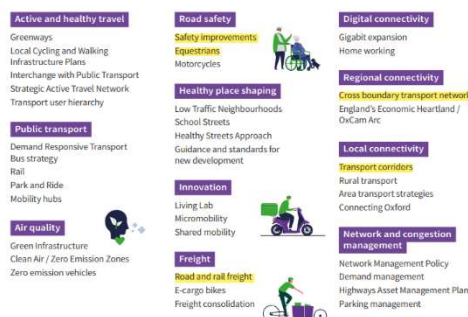 Active and healthy travel
Greenways
Local Cycling and Walking
Infrastructure Plans
Interchange with Public Transport
Strategic Active Travel Network
Transport user hierarchy
Public transport
Demand Responsive Transport
Bus strategy
Rail
Park and Ride
Mobility hubs
Air quality
Green Infrastructure
Clean Air / Zero Emission Zones
Zero emission vehicles
Road safety
Safety improvements
Equestrians
Motorcycles
Healthy place shaping
Low Traffic Neighbourhoods
School Streets
Healthy Streets Approach
Guidance and standards for
new development
Innovation
Living Lab
Micromobility
Shared mobility
Freight
Road and rail freight
E-cargo bikes
Freight consolidation
Digital connectivity
Gigabit expansion
Home working
Regional connectivity
Cross boundary transport network
England's Economic Heartland /
OxCam Arc
Local connectivity
Transport corridors
Rural transport
Area transport strategies
Connecting Oxford
Network and congestion
management
Network Management Policy
Demand management
Highways Asset Management Plan
Parking management